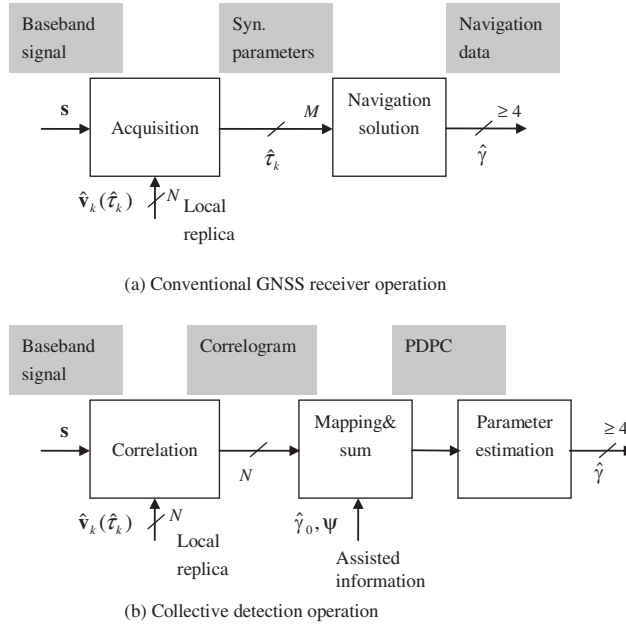 Baseband
signal
Syn.
parameters
Navigation
data
s
Acquisition
M
τ̂ₖ
Navigation
solution
≥ 4
γ̂
v̂ₖ(τ̂ₖ)
N
Local
replica
(a) Conventional GNSS receiver operation
Baseband
signal
Correlogram
PDPC
s
Correlation
N
Mapping&
sum
Parameter
estimation
≥ 4
γ̂
v̂ₖ(τ̂ₖ)
N
Local
replica
γ̂₀, ψ
Assisted
information
(b) Collective detection operation